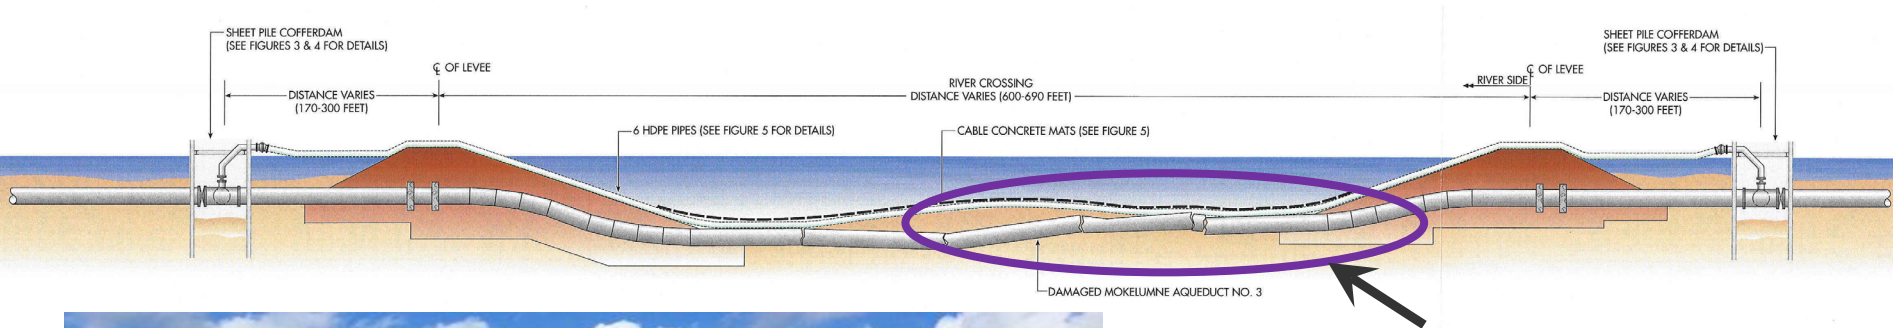 SHEET PILE COFFERDAM
(SEE FIGURES 3 & 4 FOR DETAILS)
℄ OF LEVEE
DISTANCE VARIES
(170-300 FEET)
RIVER CROSSING
DISTANCE VARIES (600-690 FEET)
RIVER SIDE
℄ OF LEVEE
SHEET PILE COFFERDAM
(SEE FIGURES 3 & 4 FOR DETAILS)
DISTANCE VARIES
(170-300 FEET)
6 HDPE PIPES (SEE FIGURE 5 FOR DETAILS)
CABLE CONCRETE MATS (SEE FIGURE 5)
DAMAGED MOKELUMNE AQUEDUCT NO. 3